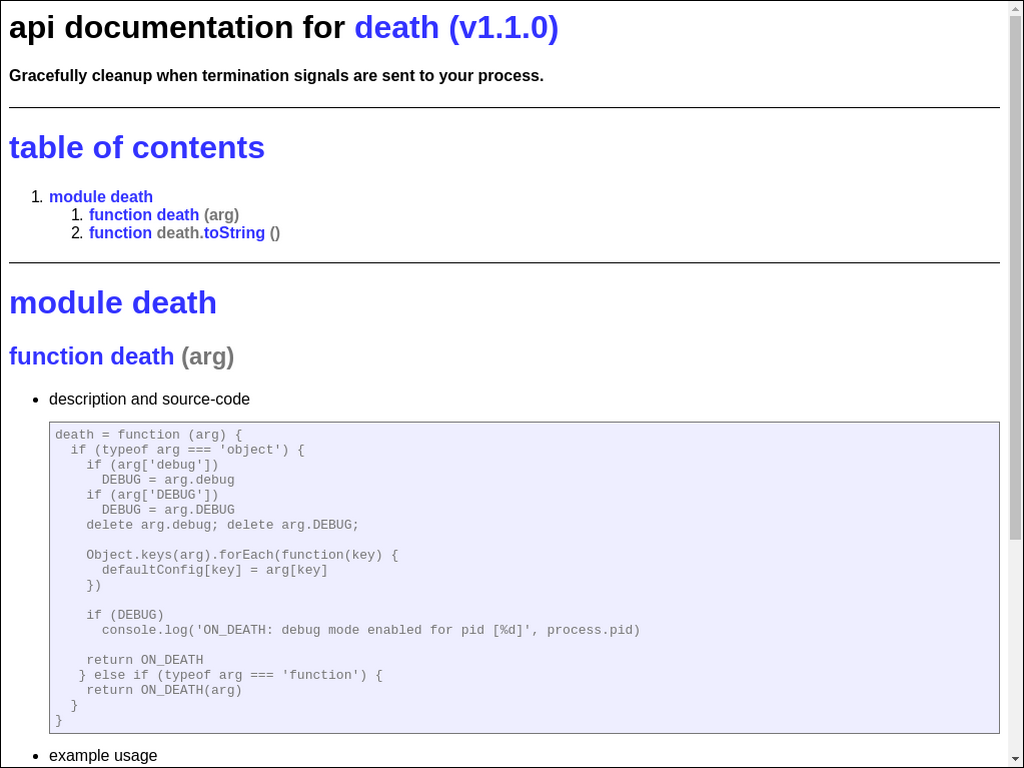 api documentation for death (v1.1.0)
Gracefully cleanup when termination signals are sent to your process.
table of contents
1. module death
1. function death (arg)
2. function death.toString ()
module death
function death (arg)
• description and source-code
death = function (arg) {
  if (typeof arg === 'object') {
    if (arg['debug'])
      DEBUG = arg.debug
    if (arg['DEBUG'])
      DEBUG = arg.DEBUG
    delete arg.debug; delete arg.DEBUG;

    Object.keys(arg).forEach(function(key) {
      defaultConfig[key] = arg[key]
    })

    if (DEBUG)
      console.log('ON_DEATH: debug mode enabled for pid [%d]', process.pid)

    return ON_DEATH
   } else if (typeof arg === 'function') {
    return ON_DEATH(arg)
  }
}
• example usage